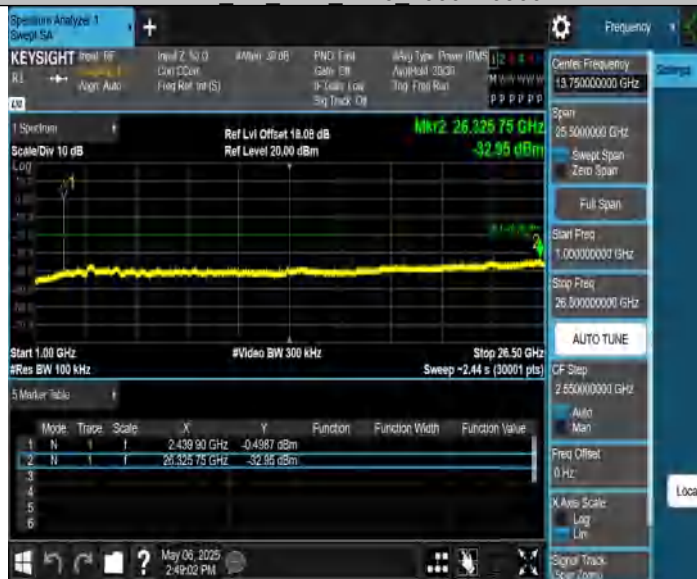 Spectrum Analyzer 1
Swept SA
Frequency
KEYSIGHT Input: RF
R L
Align: Auto
Input Z: 50 Ω
Corr CCorr
Freq Ref: Int (S)
#Atten: 30 dB
PNO: Fast
Gate: Off
IF Gain: Low
Sig Track: Off
#Avg Type: Power (RMS)
Trig: Free Run
Center Frequency
13.750000000 GHz
Settings
Span
25.5000000 GHz
Swept Span
Zero Span
Full Span
Start Freq
1.000000000 GHz
Stop Freq
26.500000000 GHz
AUTO TUNE
CF Step
2.550000000 GHz
Auto
Man
Freq Offset
0 Hz
X Axis Scale
Log
Lin
Signal Track
(Span Zoom)
Local
1 Spectrum
Scale/Div 10 dB
Log
Ref Lvl Offset 18.08 dB
Ref Level 20.00 dBm
Mkr2 26.325 75 GHz
-32.95 dBm
1
2
Start 1.00 GHz
#Res BW 100 kHz
#Video BW 300 kHz
Stop 26.50 GHz
Sweep ~2.44 s (30001 pts)
5 Marker Table
Mode Trace Scale X Y Function Function Width Function Value
1 N 1 f 2.439 90 GHz -0.4987 dBm
2 N 1 f 26.325 75 GHz -32.95 dBm
3
4
5
6
?
May 06, 2025
2:49:02 PM